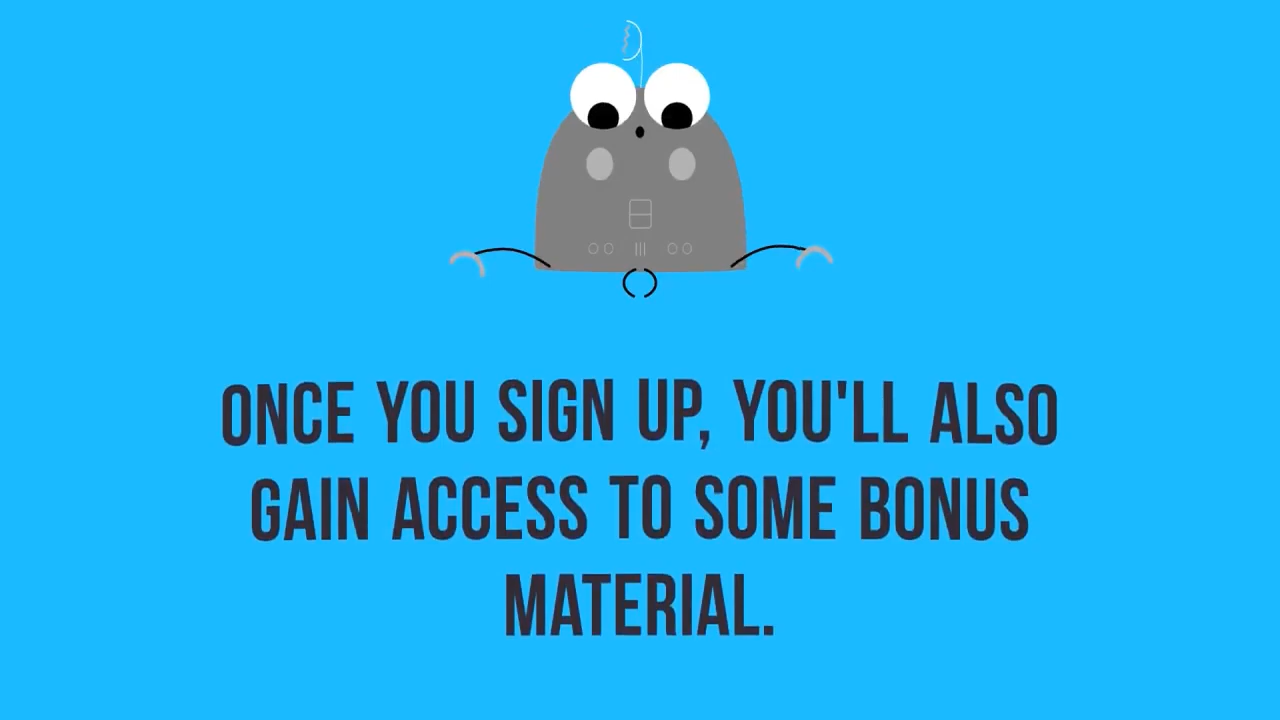 ONCE YOU SIGN UP, YOU'LL ALSO
GAIN ACCESS TO SOME BONUS
MATERIAL.